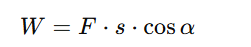 W = F · s · cos α